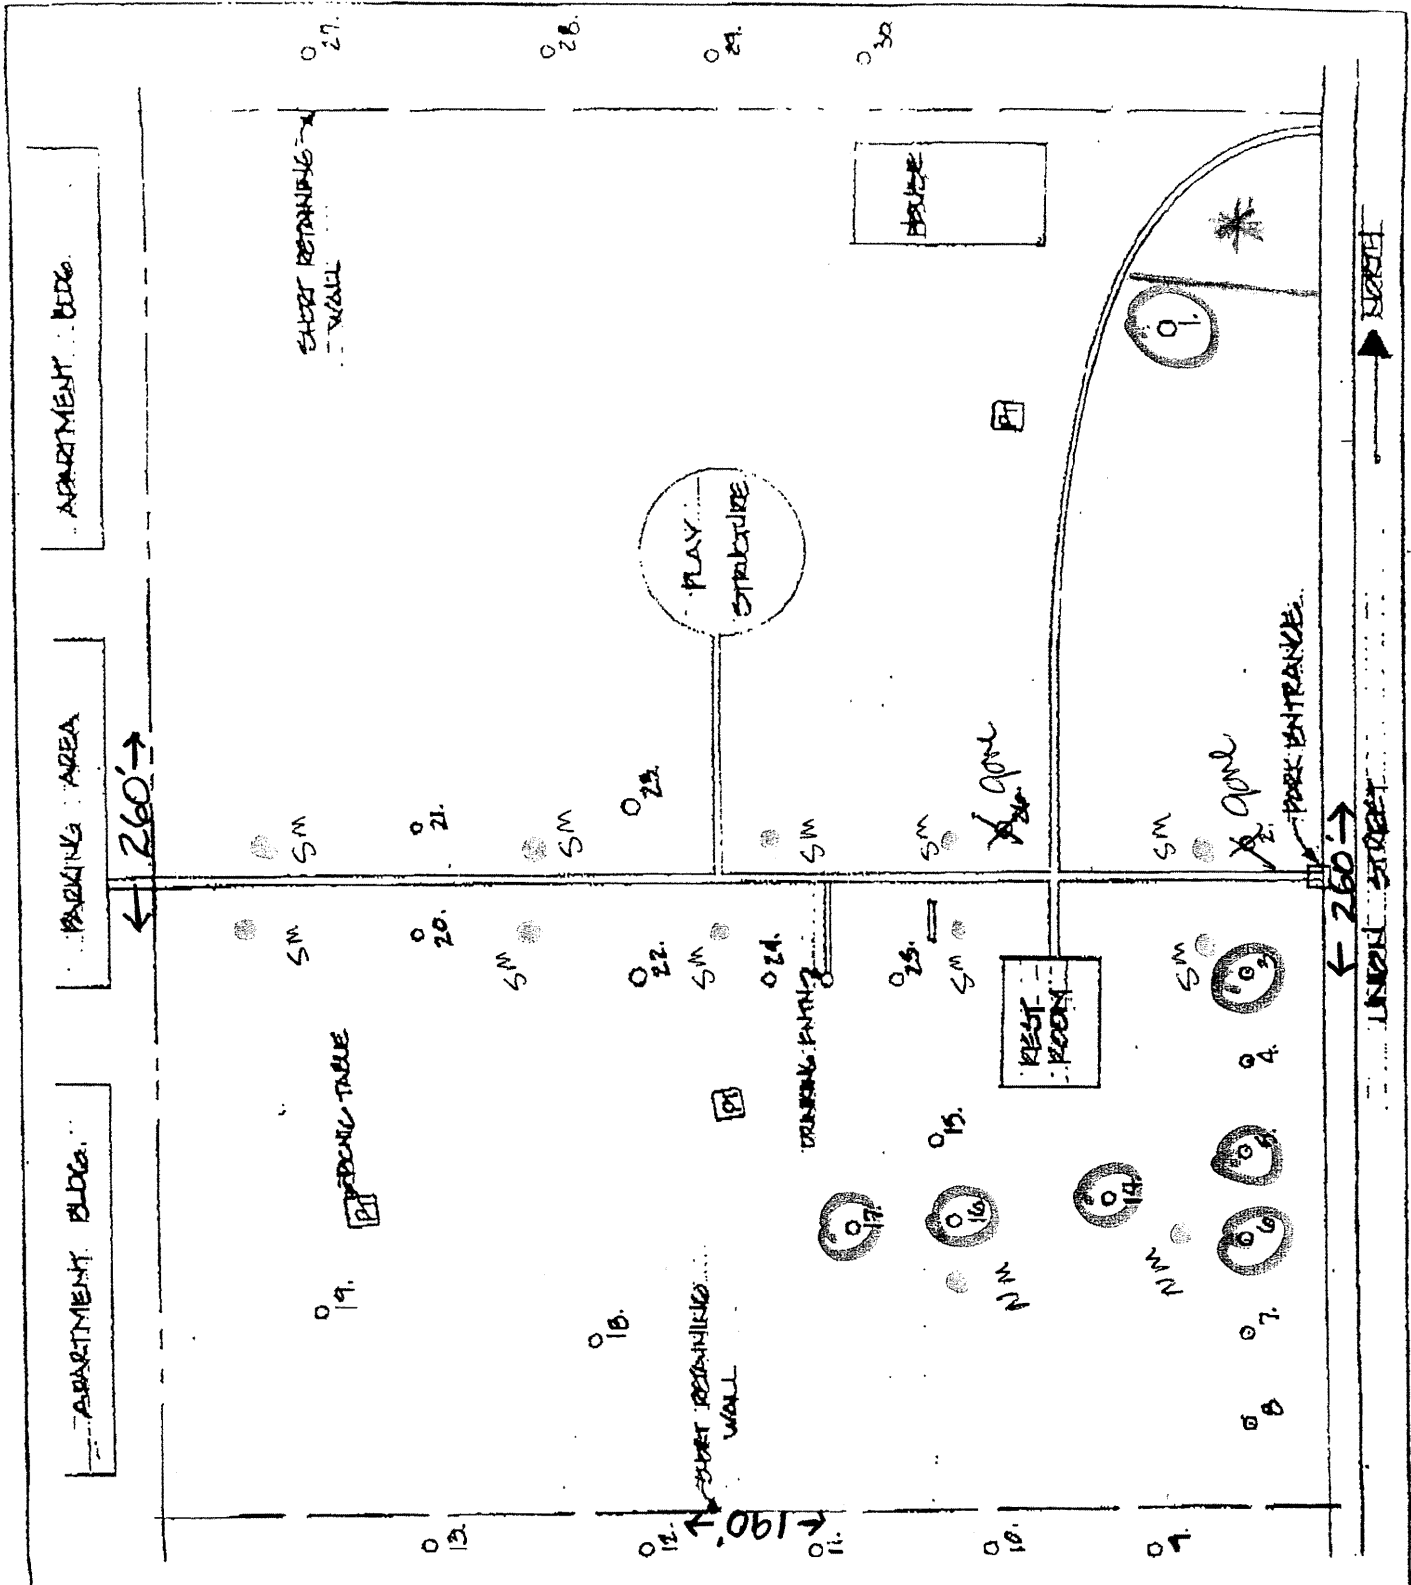 APARTMENT BLDG.
PARKING AREA
APARTMENT BLDG.
← 260' →
27.
28.
29.
30
SHORT RETAINING
WALL
HOUSE
PLAY
STRUCTURE
PT
1.
SM
21.
SM
23.
SM
SM
26. gone
SM
2. gone
PARK ENTRANCE
← 260' →
UNION STREET
NORTH
SM
20.
SM
22.
SM
24.
DRINKING FNTN.
25.
SM
REST
ROOM
SM
3.
4.
5.
6.
7.
8
PICNIC TABLE
PT
PT
15.
14.
16.
17.
NM
NM
19.
18.
SHORT RETAINING
WALL
← 190' →
13.
12.
11.
10.
9.